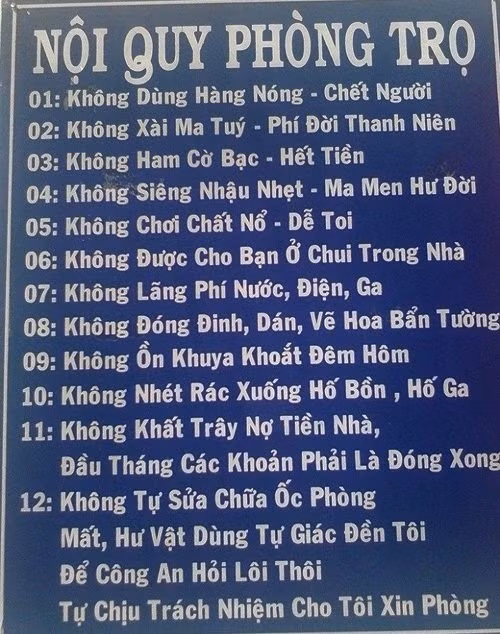 NỘI QUY PHÒNG TRỌ
01: Không Dùng Hàng Nóng - Chết Người
02: Không Xài Ma Tuý - Phí Đời Thanh Niên
03: Không Ham Cờ Bạc - Hết Tiền
04: Không Siêng Nhậu Nhẹt - Ma Men Hư Đời
05: Không Chơi Chất Nổ - Dễ Toi
06: Không Được Cho Bạn Ở Chui Trong Nhà
07: Không Lãng Phí Nước, Điện, Ga
08: Không Đóng Đinh, Dán, Vẽ Hoa Bẩn Tường
09: Không Ồn Khuya Khoắt Đêm Hôm
10: Không Nhét Rác Xuống Hố Bồn , Hố Ga
11: Không Khất Trây Nợ Tiền Nhà,
Đầu Tháng Các Khoản Phải Là Đóng Xong
12: Không Tự Sửa Chữa Ốc Phòng
Mất, Hư Vật Dùng Tự Giác Đền Tôi
Để Công An Hỏi Lôi Thôi
Tự Chịu Trách Nhiệm Cho Tôi Xin Phòng